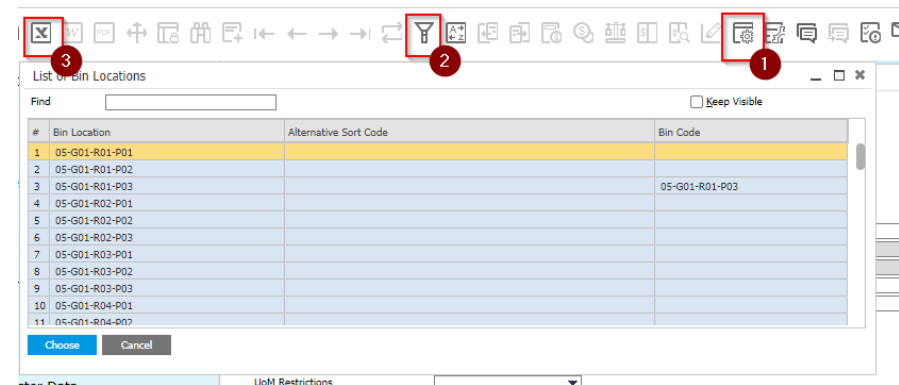 X W PDF
3 2 1
List of Bin Locations
Find Keep Visible
# Bin Location Alternative Sort Code Bin Code
1 05-G01-R01-P01
2 05-G01-R01-P02
3 05-G01-R01-P03 05-G01-R01-P03
4 05-G01-R02-P01
5 05-G01-R02-P02
6 05-G01-R02-P03
7 05-G01-R03-P01
8 05-G01-R03-P02
9 05-G01-R03-P03
10 05-G01-R04-P01
11 05-G01-R04-P02
Choose Cancel
UoM Restrictions